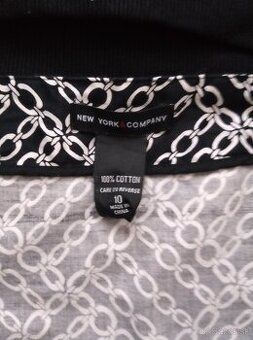 NEW YORK & COMPANY
100% COTTON
CARE ON REVERSE
10
MADE IN
CHINA